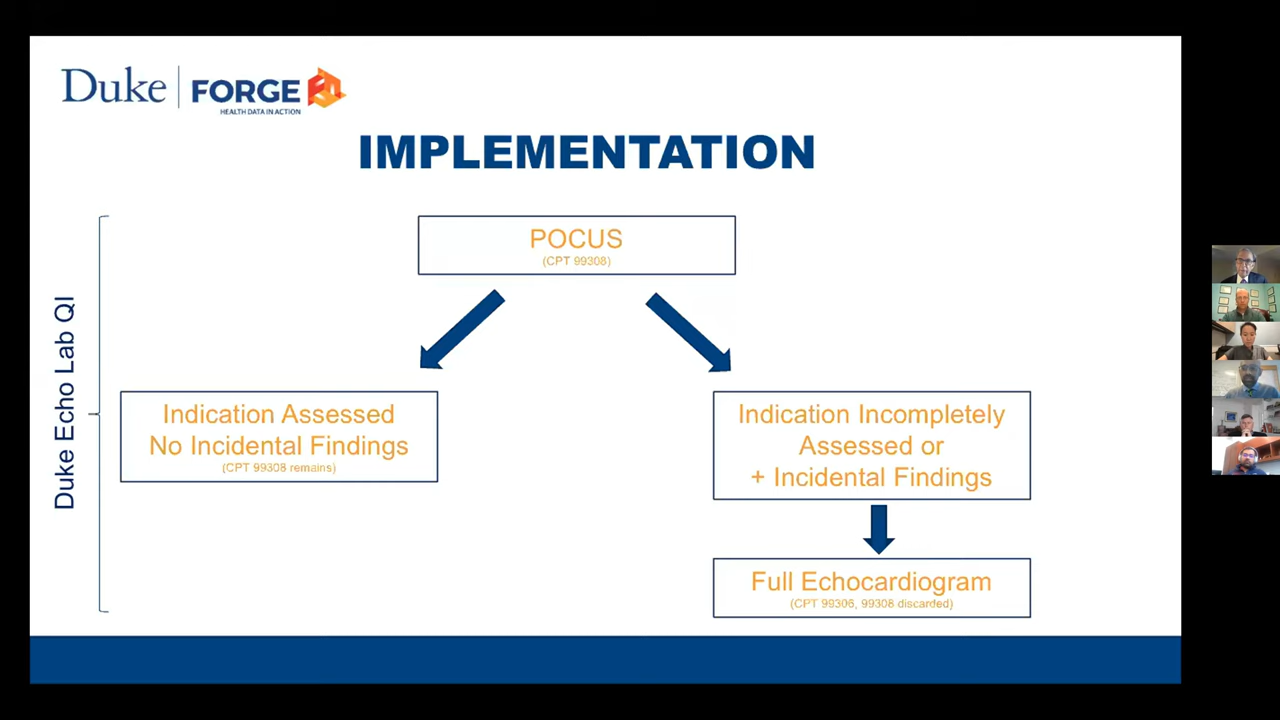 Duke FORGE
HEALTH DATA IN ACTION
IMPLEMENTATION
Duke Echo Lab QI
POCUS
(CPT 99308)
Indication Assessed
No Incidental Findings
(CPT 99308 remains)
Indication Incompletely
Assessed or
+ Incidental Findings
Full Echocardiogram
(CPT 99306, 99308 discarded)